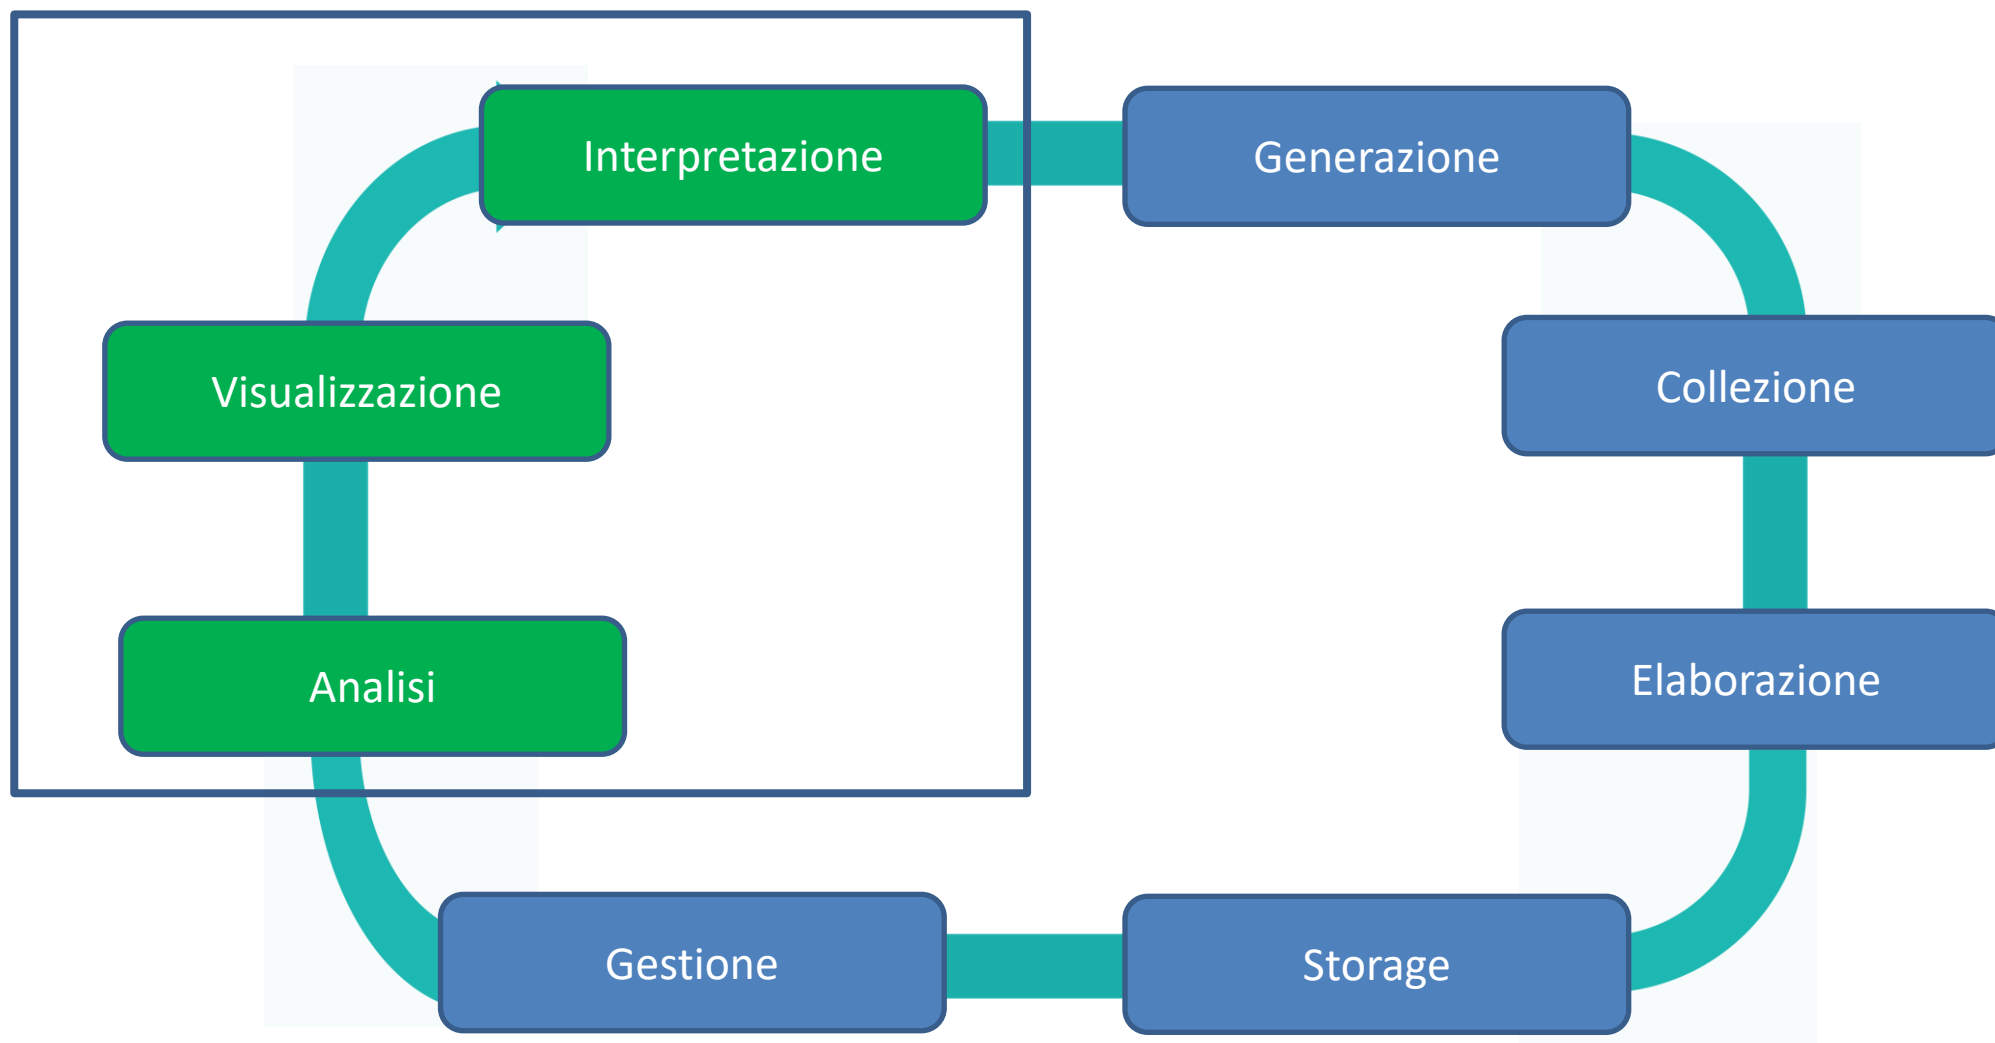 Interpretazione
Generazione
Visualizzazione
Collezione
Analisi
Elaborazione
Gestione
Storage